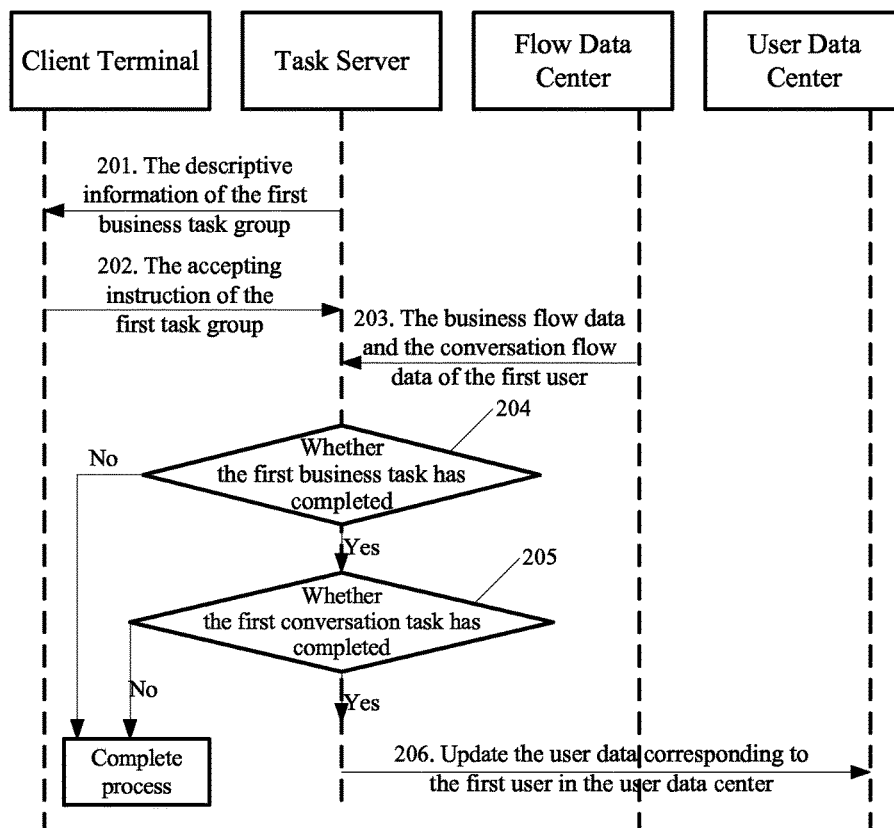 Client Terminal
Task Server
Flow Data
Center
User Data
Center
201. The descriptive
information of the first
business task group
202. The accepting
instruction of the
first task group
203. The business flow data
and the conversation flow
data of the first user
204
Whether
the first business task has
completed
No
Yes
205
Whether
the first conversation task has
completed
No
Yes
Complete
process
206. Update the user data corresponding to
the first user in the user data center